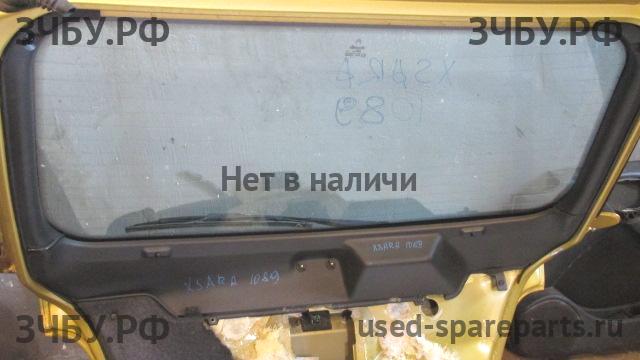 ЗЧБУ.РФ
ЗЧБУ.РФ
XSARA
1089
Нет в наличи
XSARA 1089
XSARA 1089
ЗЧБУ.РФ
used-spareparts.ru